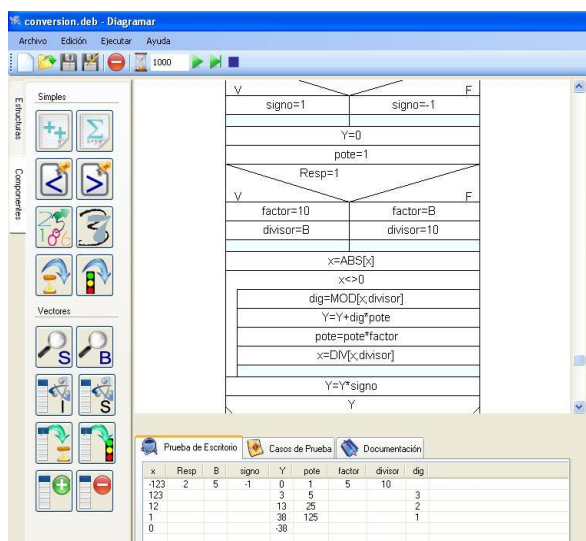 conversion.deb - Diagramar
Archivo Edición Ejecutar Ayuda
1000
Estructuras
Componentes
Simples
Vectores
S B
I S
V F
signo=1 signo=-1
Y=0
pote=1
Resp=1
V F
factor=10 factor=B
divisor=B divisor=10
x=ABS[x]
x<>0
dig=MOD[x;divisor]
Y=Y+dig*pote
pote=pote*factor
x=DIV[x;divisor]
Y=Y*signo
Y
Prueba de Escritorio Casos de Prueba Documentación
x Resp B signo Y pote factor divisor dig
-123 2 5 -1 0 1 5 10
123 3 5 3
12 13 25 2
1 38 125 1
0 -38